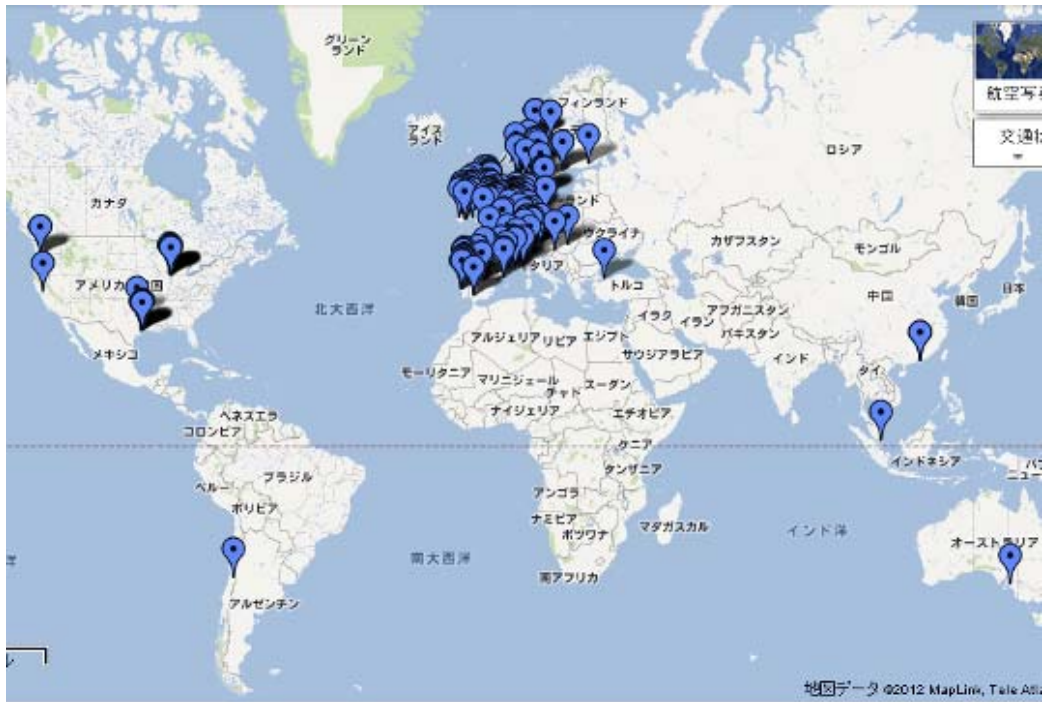 グリーン
ランド
アイス
ランド
フィンランド
航空写
交通
ロシア
カナダ
ランド
ウクライナ
カザフスタン
モンゴル
アメリカ
国
タリア
トルコ
中国
韓国
日本
北大西洋
メキシコ
アルジェリア
リビア
エジプト
イラク
イラン
アフガニスタン
パキスタン
サウジアラビア
インド
タイ
モーリタニア
マリ
ニジェール
チャド
スーダン
ナイジェリア
エチオピア
ベネスエラ
コロンビア
ケニア
インドネシア
パプ
ニュー
タンザニア
ブラジル
ペルー
ボリビア
アンゴラ
ナミビア
ボツワナ
マダガスカル
インド洋
オーストラリア
洋
南大西洋
南アフリカ
アルゼンチン
ル
地図データ ©2012 MapLink, Tele Atla